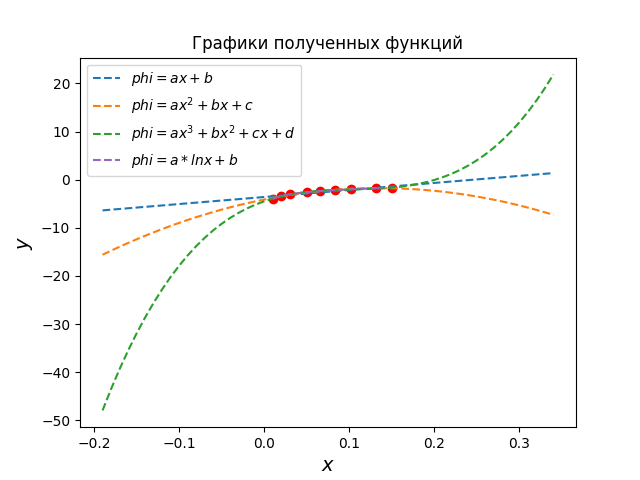 Графики полученных функций
phi = ax + b
phi = ax² + bx + c
phi = ax³ + bx² + cx + d
phi = a * lnx + b
20
10
0
−10
−20
−30
−40
−50
y
−0.2 −0.1 0.0 0.1 0.2 0.3
x